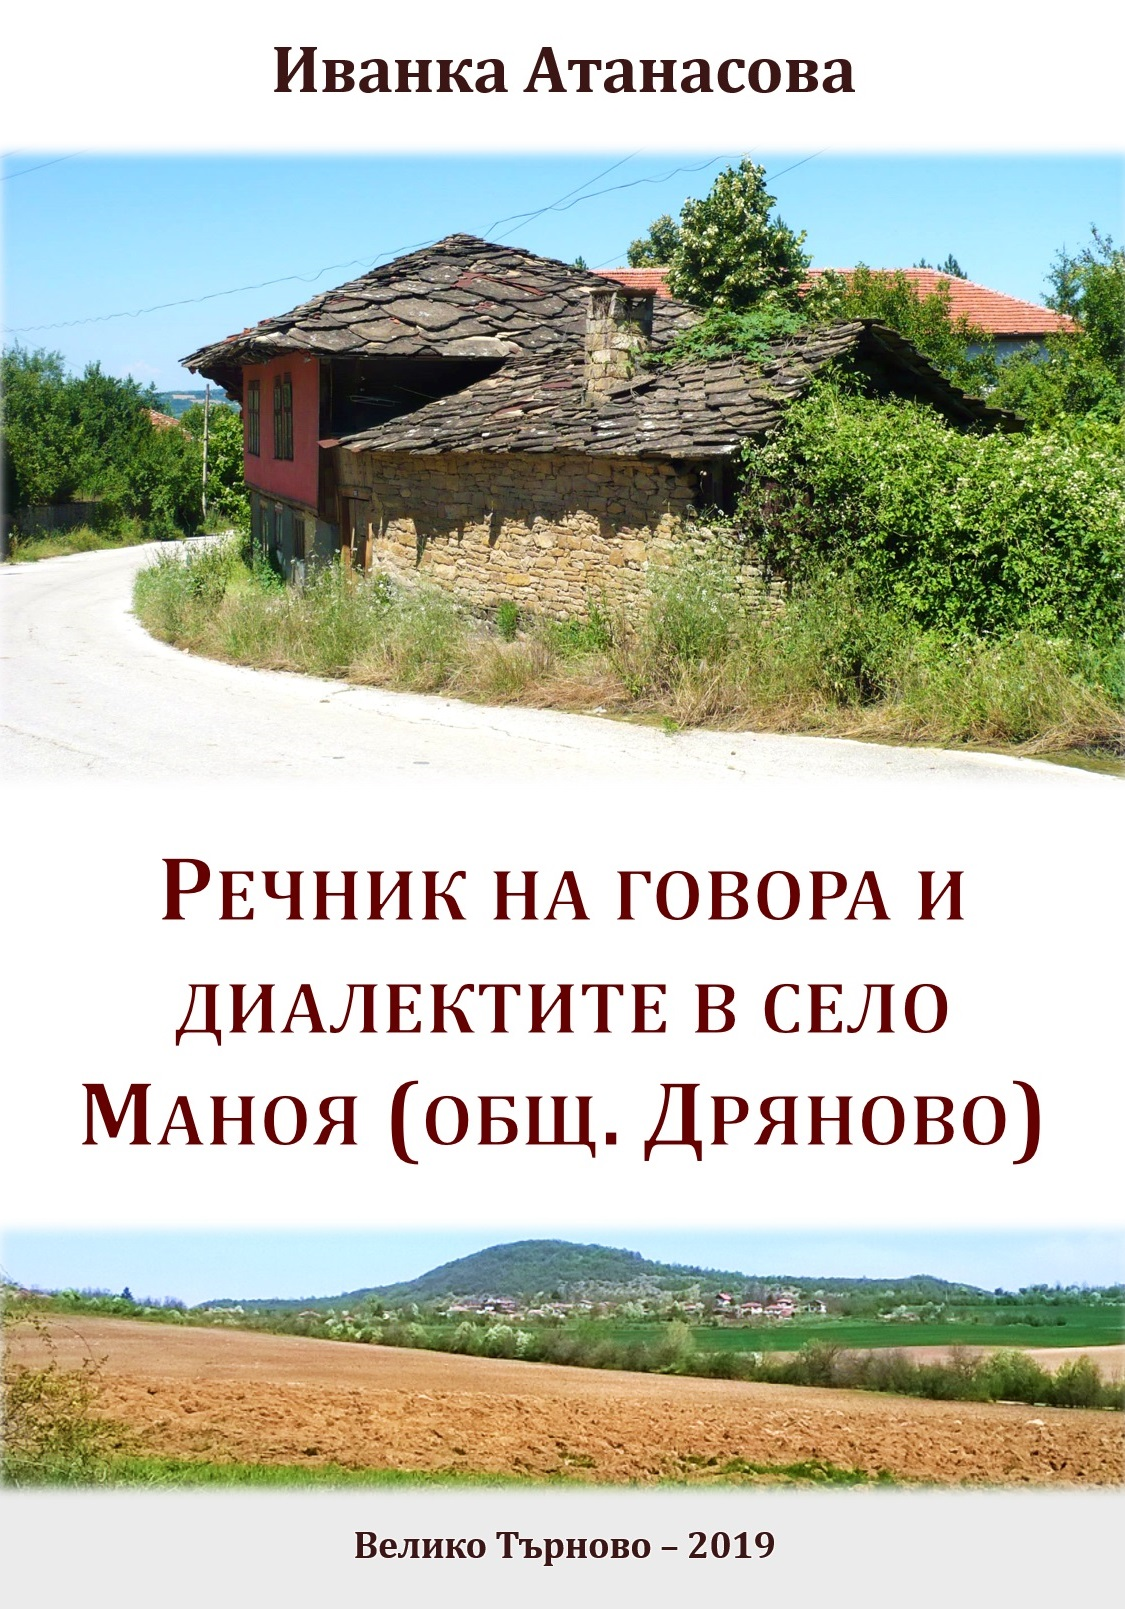 Иванка Атанасова
Речник на говора и
диалектите в село
Маноя (общ. Дряново)
Велико Търново – 2019